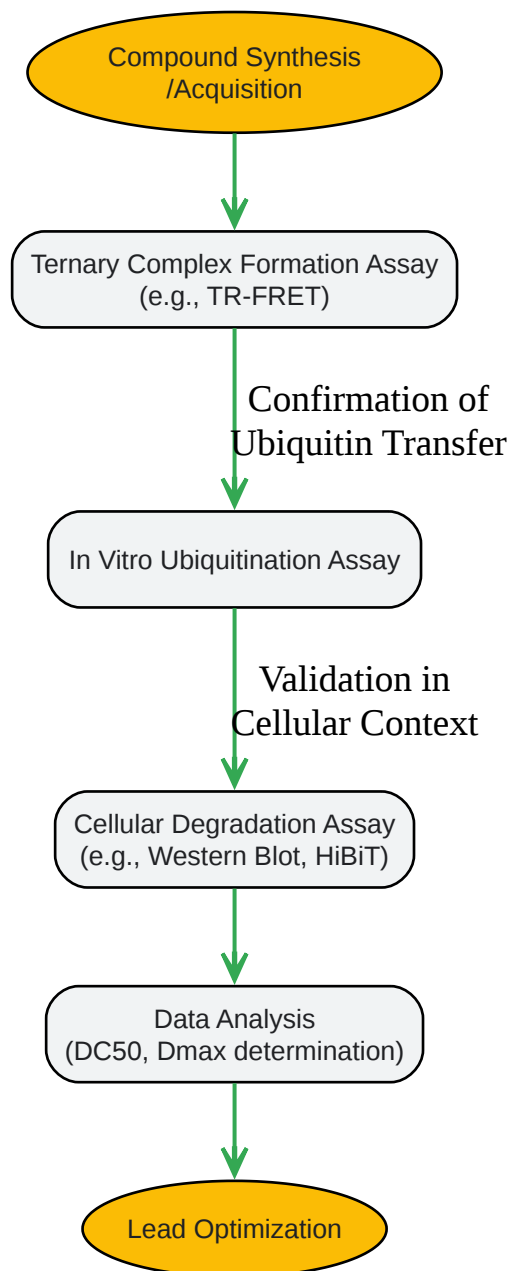 Compound Synthesis
/Acquisition
Ternary Complex Formation Assay
(e.g., TR-FRET)
Confirmation of
Ubiquitin Transfer
In Vitro Ubiquitination Assay
Validation in
Cellular Context
Cellular Degradation Assay
(e.g., Western Blot, HiBiT)
Data Analysis
(DC50, Dmax determination)
Lead Optimization